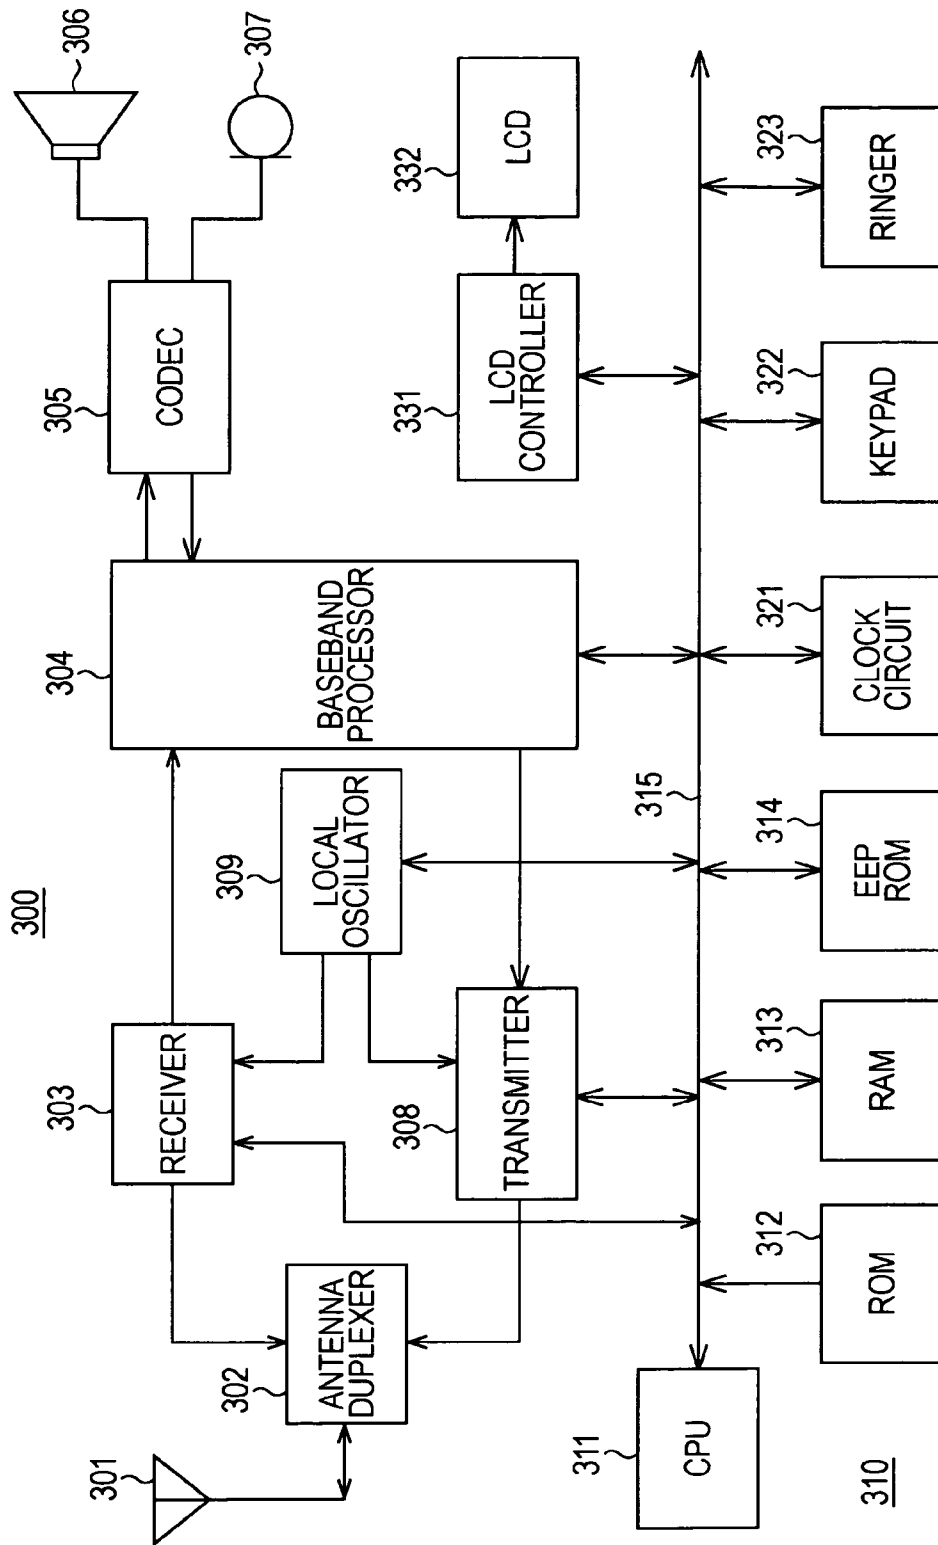 300
301
302
ANTENNA
DUPLEXER
303
RECEIVER
309
LOCAL
OSCILLATOR
308
TRANSMITTER
304
BASEBAND
PROCESSOR
305
CODEC
306
307
331
LCD
CONTROLLER
332
LCD
315
311
CPU
310
312
ROM
313
RAM
314
EEP
ROM
321
CLOCK
CIRCUIT
322
KEYPAD
323
RINGER